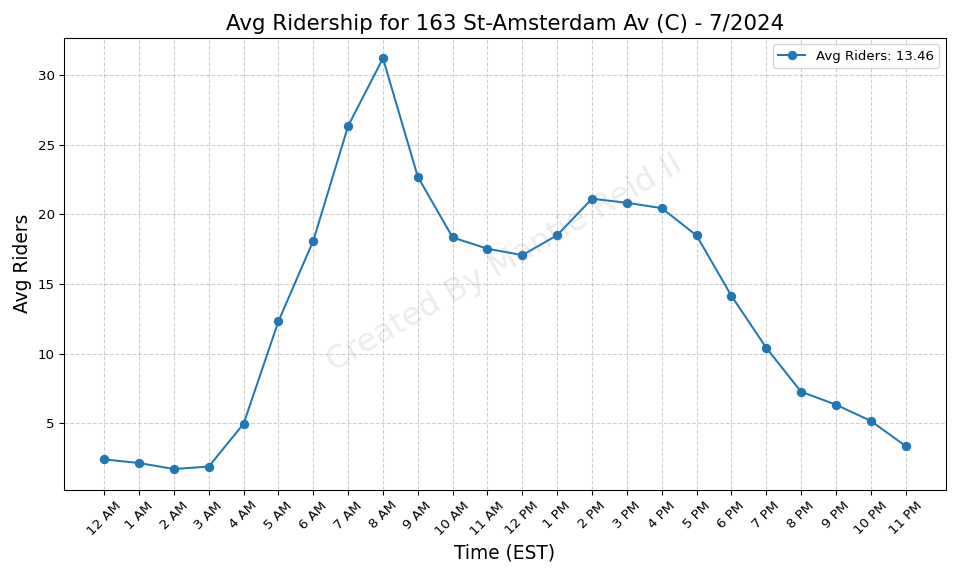 Avg Ridership for 163 St-Amsterdam Av (C) - 7/2024
Avg Riders: 13.46
Avg Riders
30
25
20
15
10
5
Created By Mantie Reid II
12 AM
1 AM
2 AM
3 AM
4 AM
5 AM
6 AM
7 AM
8 AM
9 AM
10 AM
11 AM
12 PM
1 PM
2 PM
3 PM
4 PM
5 PM
6 PM
7 PM
8 PM
9 PM
10 PM
11 PM
Time (EST)